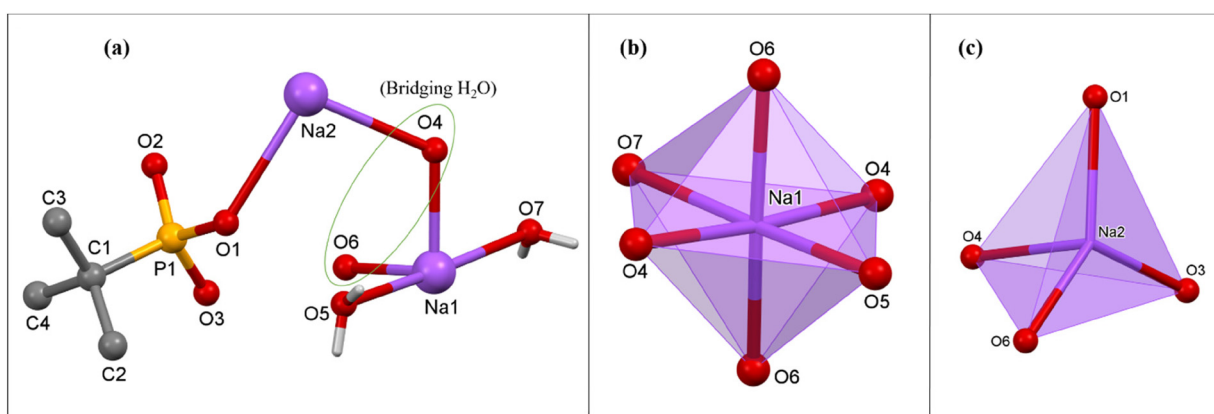 (a)
(Bridging H₂O)
Na2
O4
O2
C3
O7
O1
C1
P1
O6
C4
O3
O5
Na1
C2
(b)
O6
O7
O4
Na1
O4
O5
O6
(c)
O1
Na2
O4
O3
O6